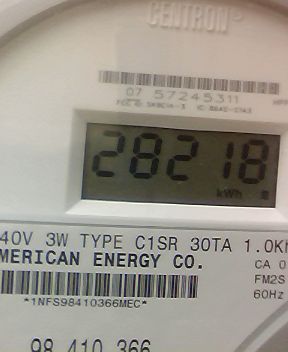 CENTRON®
07 57245311
28218
kWh
40V 3W TYPE C1SR 30TA 1.0Kh
MERICAN ENERGY CO.
CA 0
FM2S
60Hz
*1NFS98410366MEC*
98 410 366